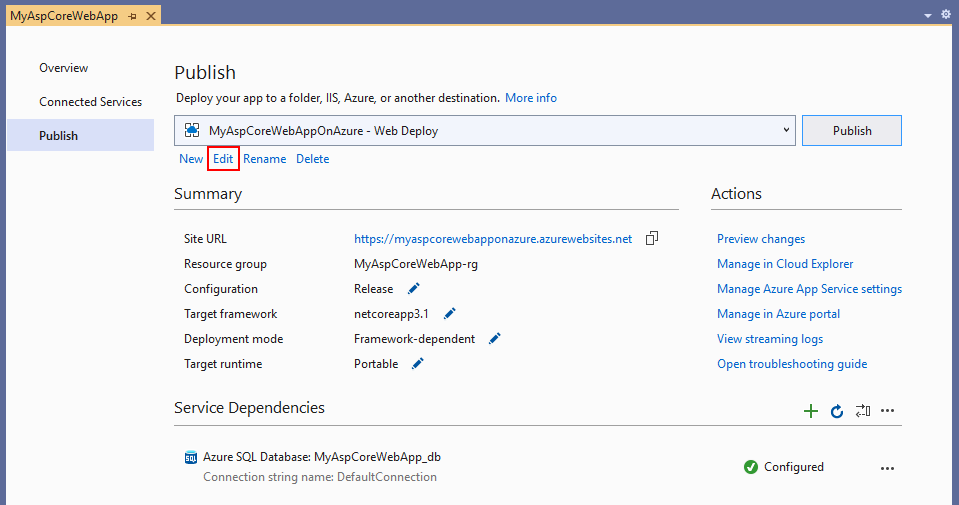 MyAspCoreWebApp
Overview
Connected Services
Publish
Publish
Deploy your app to a folder, IIS, Azure, or another destination. More info
MyAspCoreWebAppOnAzure - Web Deploy
Publish
New Edit Rename Delete
Summary
Site URL https://myaspcorewebapponazure.azurewebsites.net
Resource group MyAspCoreWebApp-rg
Configuration Release
Target framework netcoreapp3.1
Deployment mode Framework-dependent
Target runtime Portable
Actions
Preview changes
Manage in Cloud Explorer
Manage Azure App Service settings
Manage in Azure portal
View streaming logs
Open troubleshooting guide
Service Dependencies
SQL
Azure SQL Database: MyAspCoreWebApp_db
Connection string name: DefaultConnection
Configured